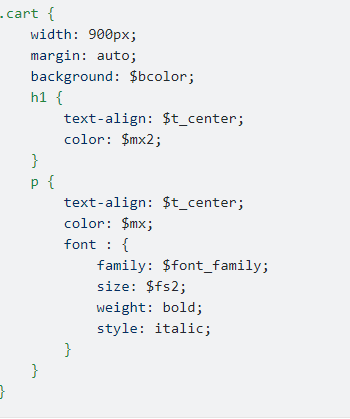 .cart {
    width: 900px;
    margin: auto;
    background: $bcolor;
    h1 {
        text-align: $t_center;
        color: $mx2;
    }
    p {
        text-align: $t_center;
        color: $mx;
        font : {
            family: $font_family;
            size: $fs2;
            weight: bold;
            style: italic;
        }
    }
}